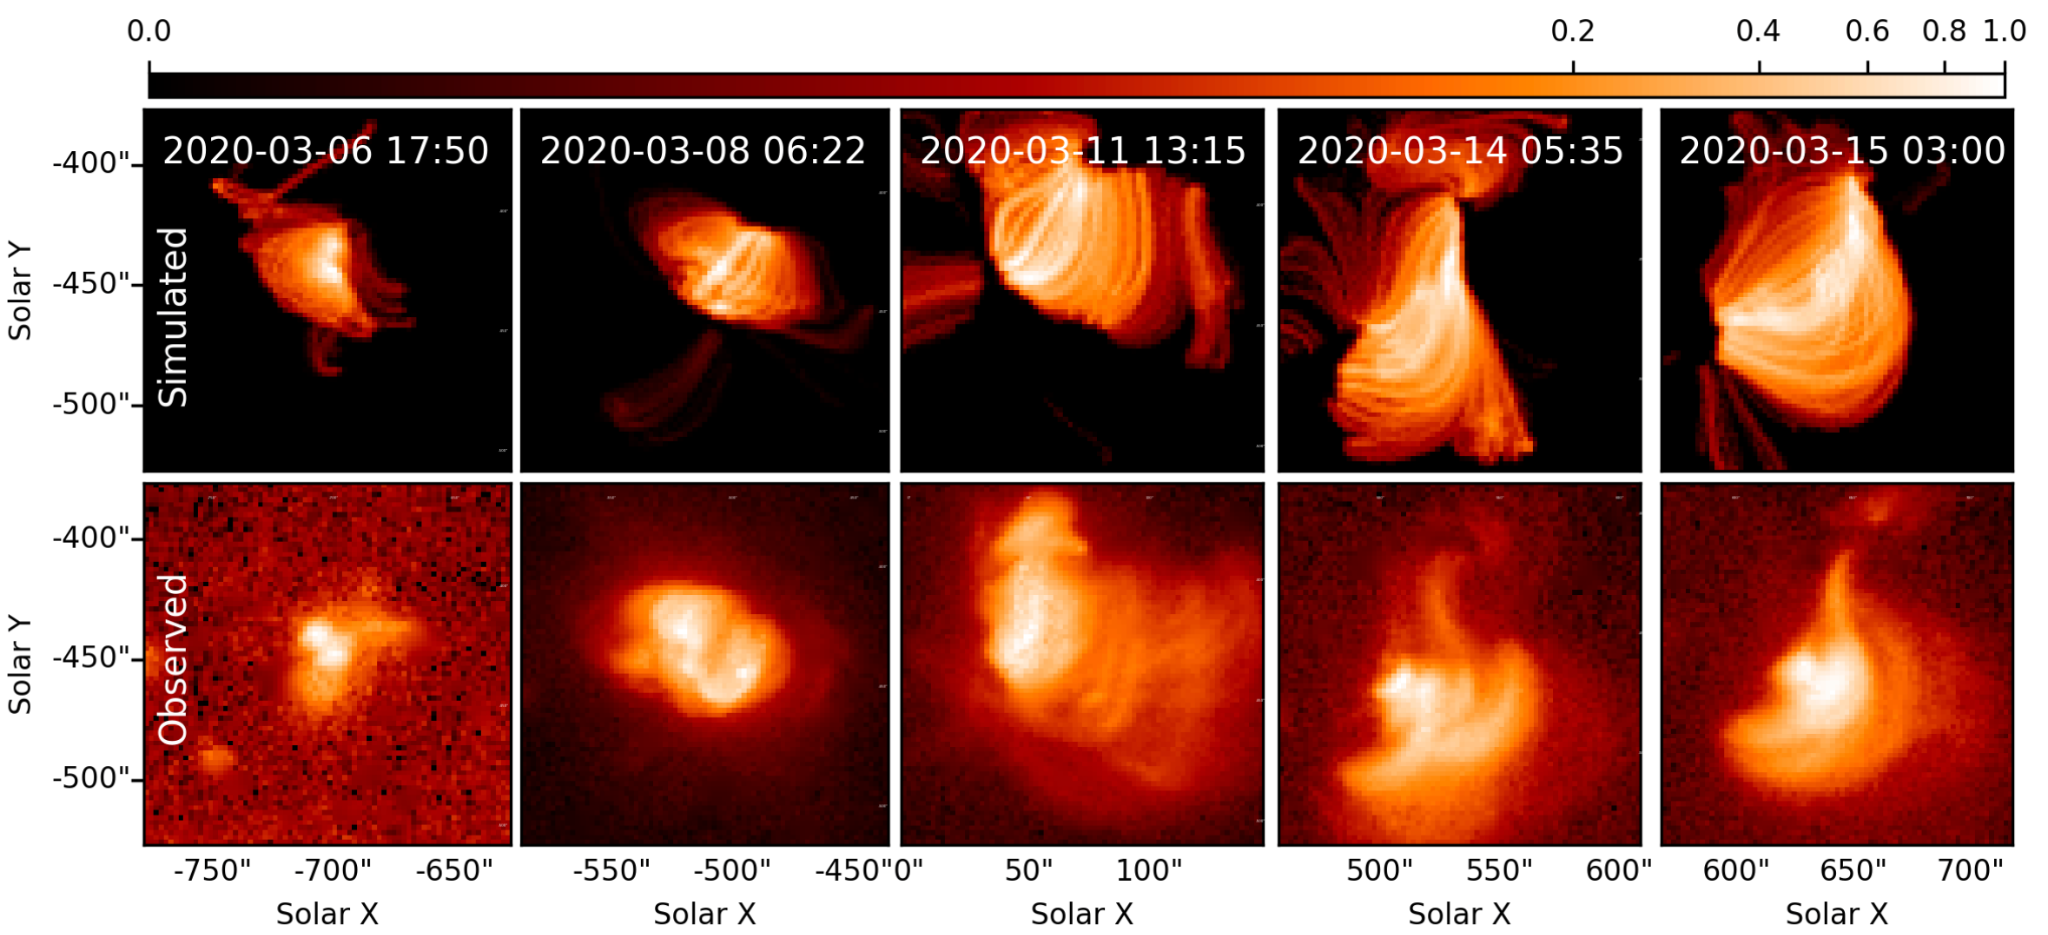 0.0 0.2 0.4 0.6 0.8 1.0
2020-03-06 17:50 2020-03-08 06:22 2020-03-11 13:15 2020-03-14 05:35 2020-03-15 03:00
Simulated
Solar Y
-400"
-450"
-500"
Observed
Solar Y
-400"
-450"
-500"
-750" -700" -650" -550" -500" -450" 0" 50" 100" 500" 550" 600" 600" 650" 700"
Solar X Solar X Solar X Solar X Solar X